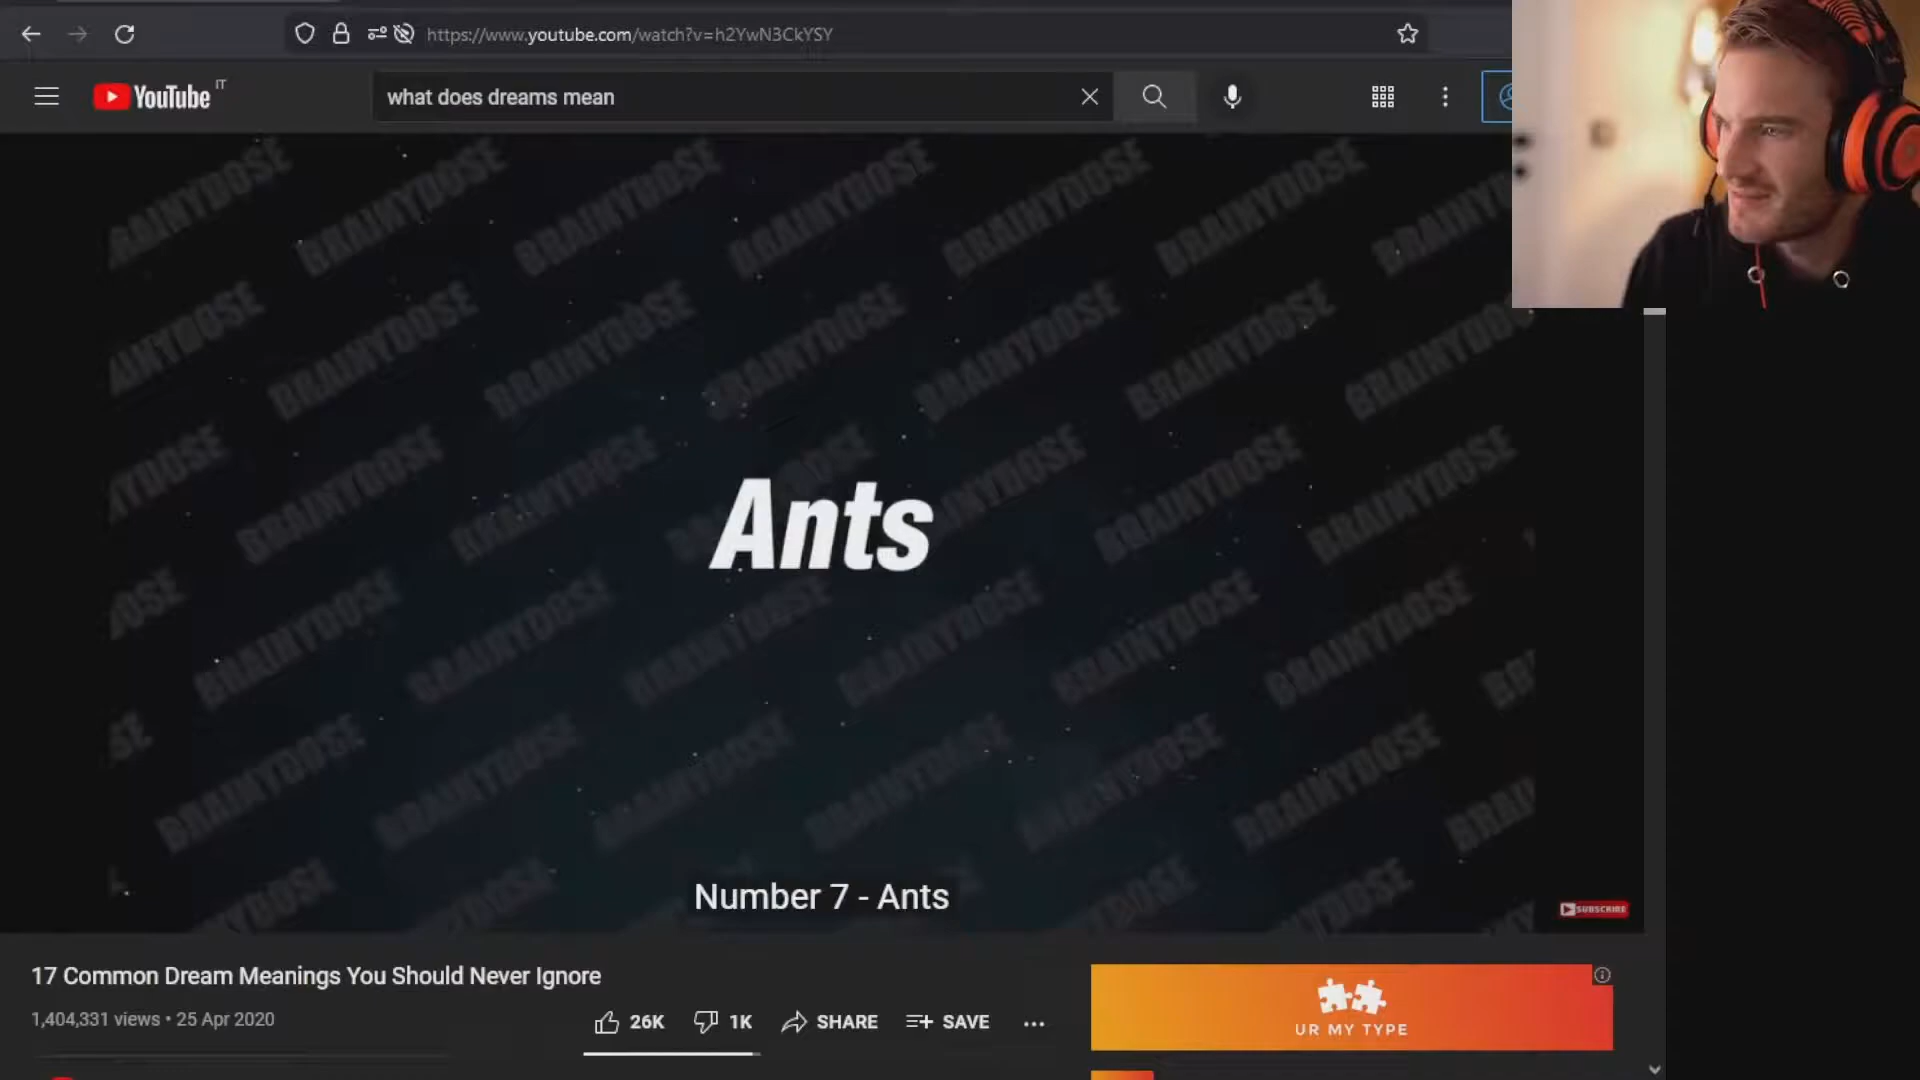 https://www.youtube.com/watch?v=h2YwN3CkYSY
YouTube IT
what does dreams mean
BRAINYDOSE
Ants
Number 7 - Ants
SUBSCRIBE
17 Common Dream Meanings You Should Never Ignore
1,404,331 views • 25 Apr 2020
26K
1K
SHARE
SAVE
UR MY TYPE